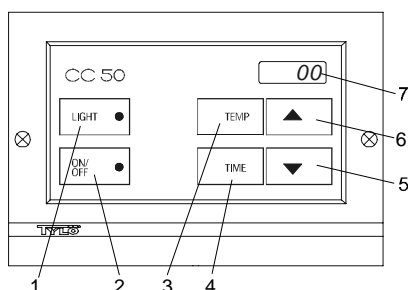 CC 50
00
7
LIGHT
TEMP
6
ON/
OFF
TIME
5
TYLÖ
1 2 3 4